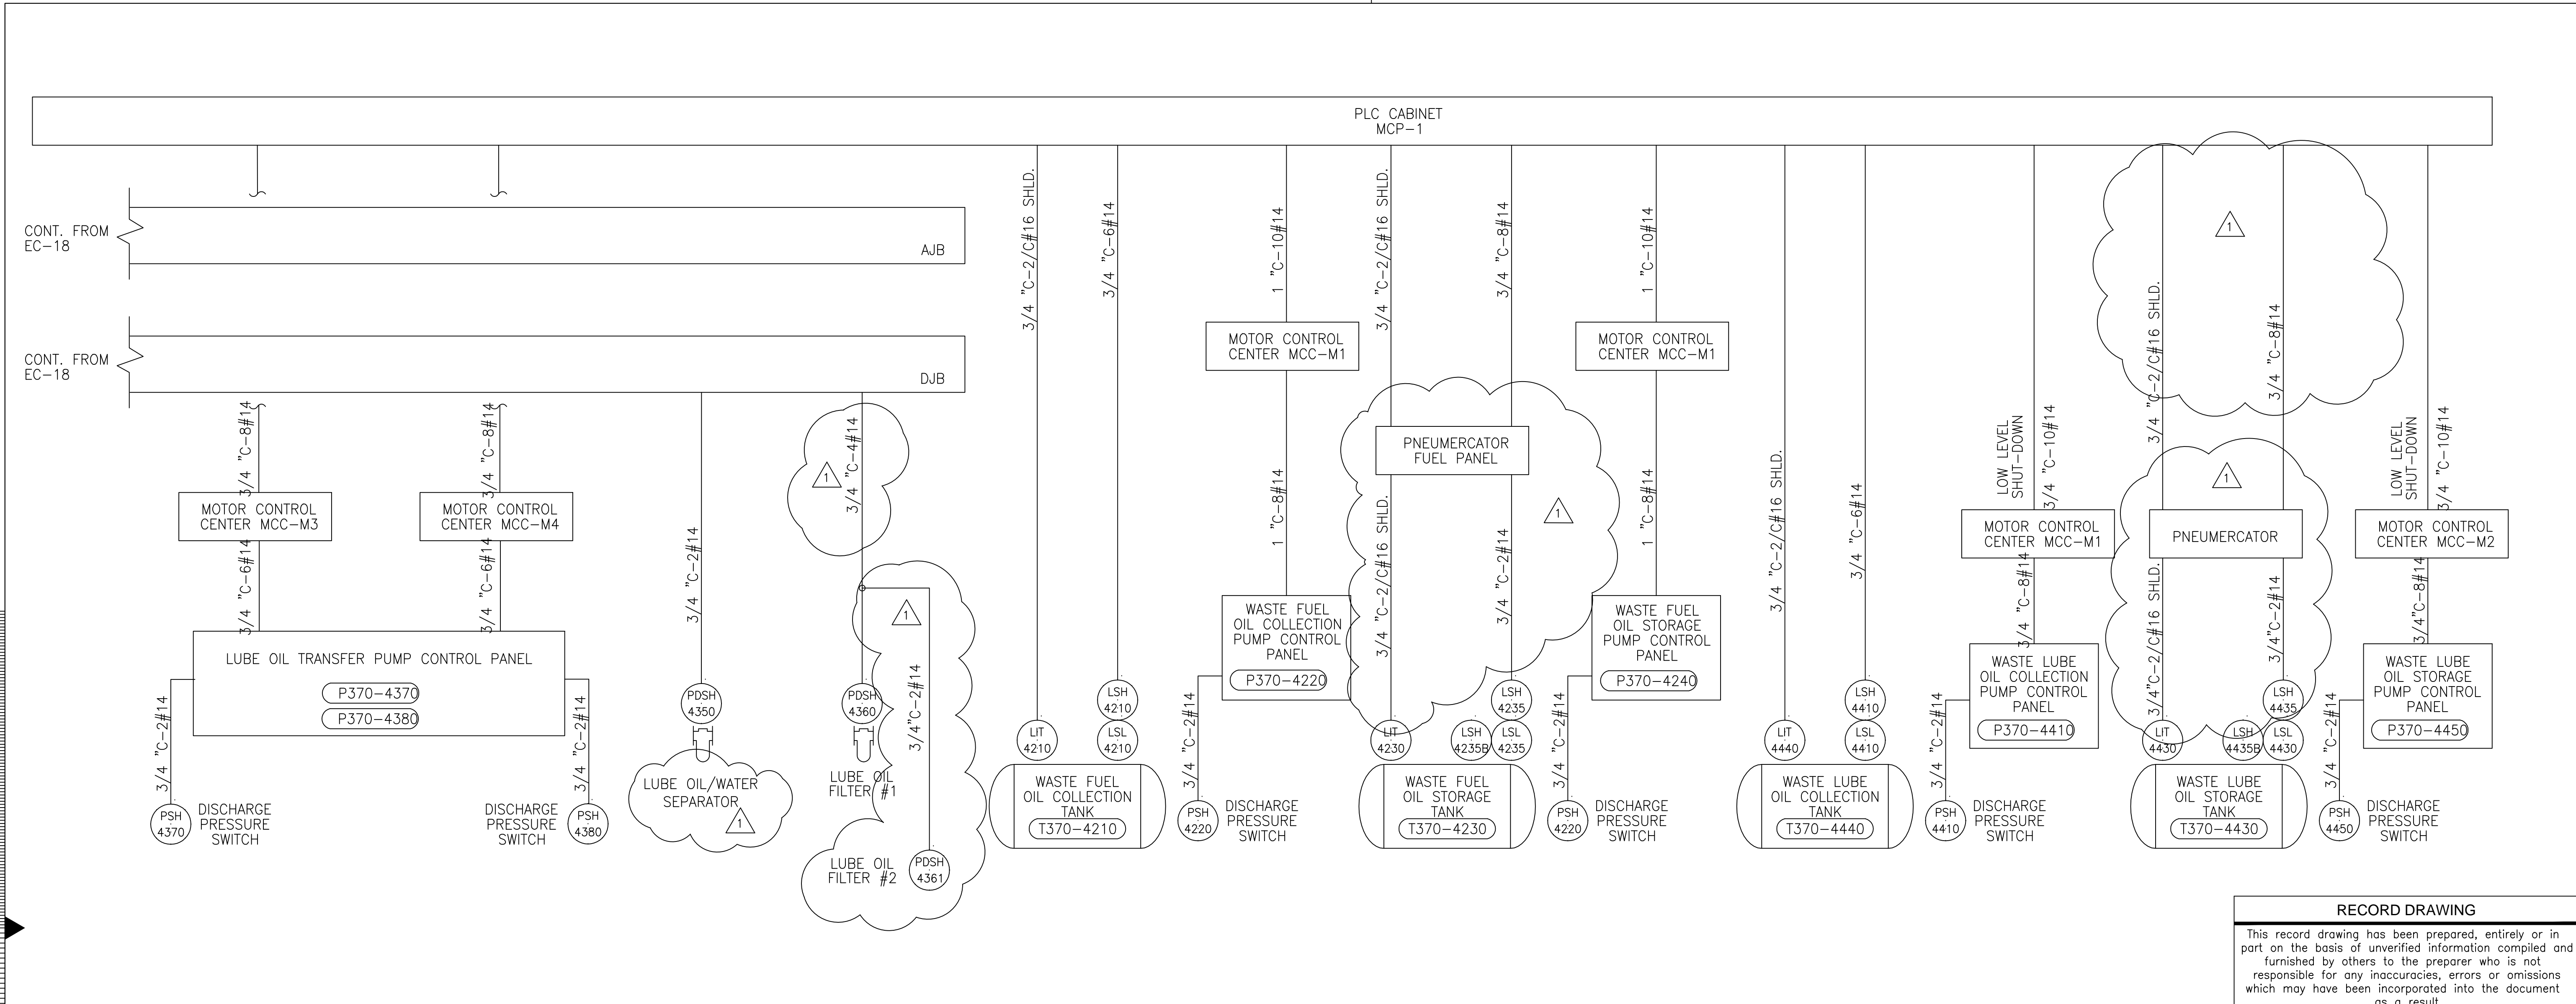 PLC CABINET
MCP-1
CONT. FROM
EC-18
AJB
CONT. FROM
EC-18
DJB
3/4 "C-8#14
MOTOR CONTROL
CENTER MCC-M3
3/4 "C-6#14
3/4 "C-8#14
MOTOR CONTROL
CENTER MCC-M4
3/4 "C-6#14
LUBE OIL TRANSFER PUMP CONTROL PANEL
P370-4370
P370-4380
3/4 "C-2#14
PSH
4370
DISCHARGE
PRESSURE
SWITCH
3/4 "C-2#14
DISCHARGE
PRESSURE
SWITCH
PSH
4380
3/4 "C-2#14
PDSH
4350
LUBE OIL/WATER
SEPARATOR
1
3/4 "C-4#14
1
PDSH
4360
LUBE OIL
FILTER #1
1
3/4"C-2#14
LUBE OIL
FILTER #2
PDSH
4361
3/4 "C-2/C#16 SHLD.
LIT
4210
3/4 "C-6#14
LSH
4210
LSL
4210
WASTE FUEL
OIL COLLECTION
TANK
T370-4210
1 "C-10#14
MOTOR CONTROL
CENTER MCC-M1
1 "C-8#14
WASTE FUEL
OIL COLLECTION
PUMP CONTROL
PANEL
P370-4220
3/4 "C-2#14
PSH
4220
DISCHARGE
PRESSURE
SWITCH
3/4 "C-2/C#16 SHLD.
3/4 "C-8#14
PNEUMERCATOR
FUEL PANEL
1
3/4 "C-2/C#16 SHLD.
3/4 "C-2#14
LIT
4230
LSH
4235
LSH
4235B
LSL
4235
WASTE FUEL
OIL STORAGE
TANK
T370-4230
1 "C-10#14
MOTOR CONTROL
CENTER MCC-M1
1 "C-8#14
WASTE FUEL
OIL STORAGE
PUMP CONTROL
PANEL
P370-4240
3/4 "C-2#14
PSH
4220
DISCHARGE
PRESSURE
SWITCH
3/4 "C-2/C#16 SHLD.
LIT
4440
3/4 "C-6#14
LSH
4410
LSL
4410
WASTE LUBE
OIL COLLECTION
TANK
T370-4440
LOW LEVEL
SHUT-DOWN
3/4 "C-10#14
MOTOR CONTROL
CENTER MCC-M1
3/4 "C-8#14
WASTE LUBE
OIL COLLECTION
PUMP CONTROL
PANEL
P370-4410
3/4 "C-2#14
PSH
4410
DISCHARGE
PRESSURE
SWITCH
1
3/4 "C-2/C#16 SHLD.
3/4 "C-8#14
1
PNEUMERCATOR
3/4"C-2/C#16 SHLD.
3/4"C-2#14
LIT
4430
LSH
4435
LSH
4435B
LSL
4430
WASTE LUBE
OIL STORAGE
TANK
T370-4430
LOW LEVEL
SHUT-DOWN
3/4 "C-10#14
MOTOR CONTROL
CENTER MCC-M2
3/4"C-8#14
WASTE LUBE
OIL STORAGE
PUMP CONTROL
PANEL
P370-4450
3/4 "C-2#14
PSH
4450
DISCHARGE
PRESSURE
SWITCH
RECORD DRAWING
This record drawing has been prepared, entirely or in
part on the basis of unverified information compiled and
furnished by others to the preparer who is not
responsible for any inaccuracies, errors or omissions
which may have been incorporated into the document
as a result